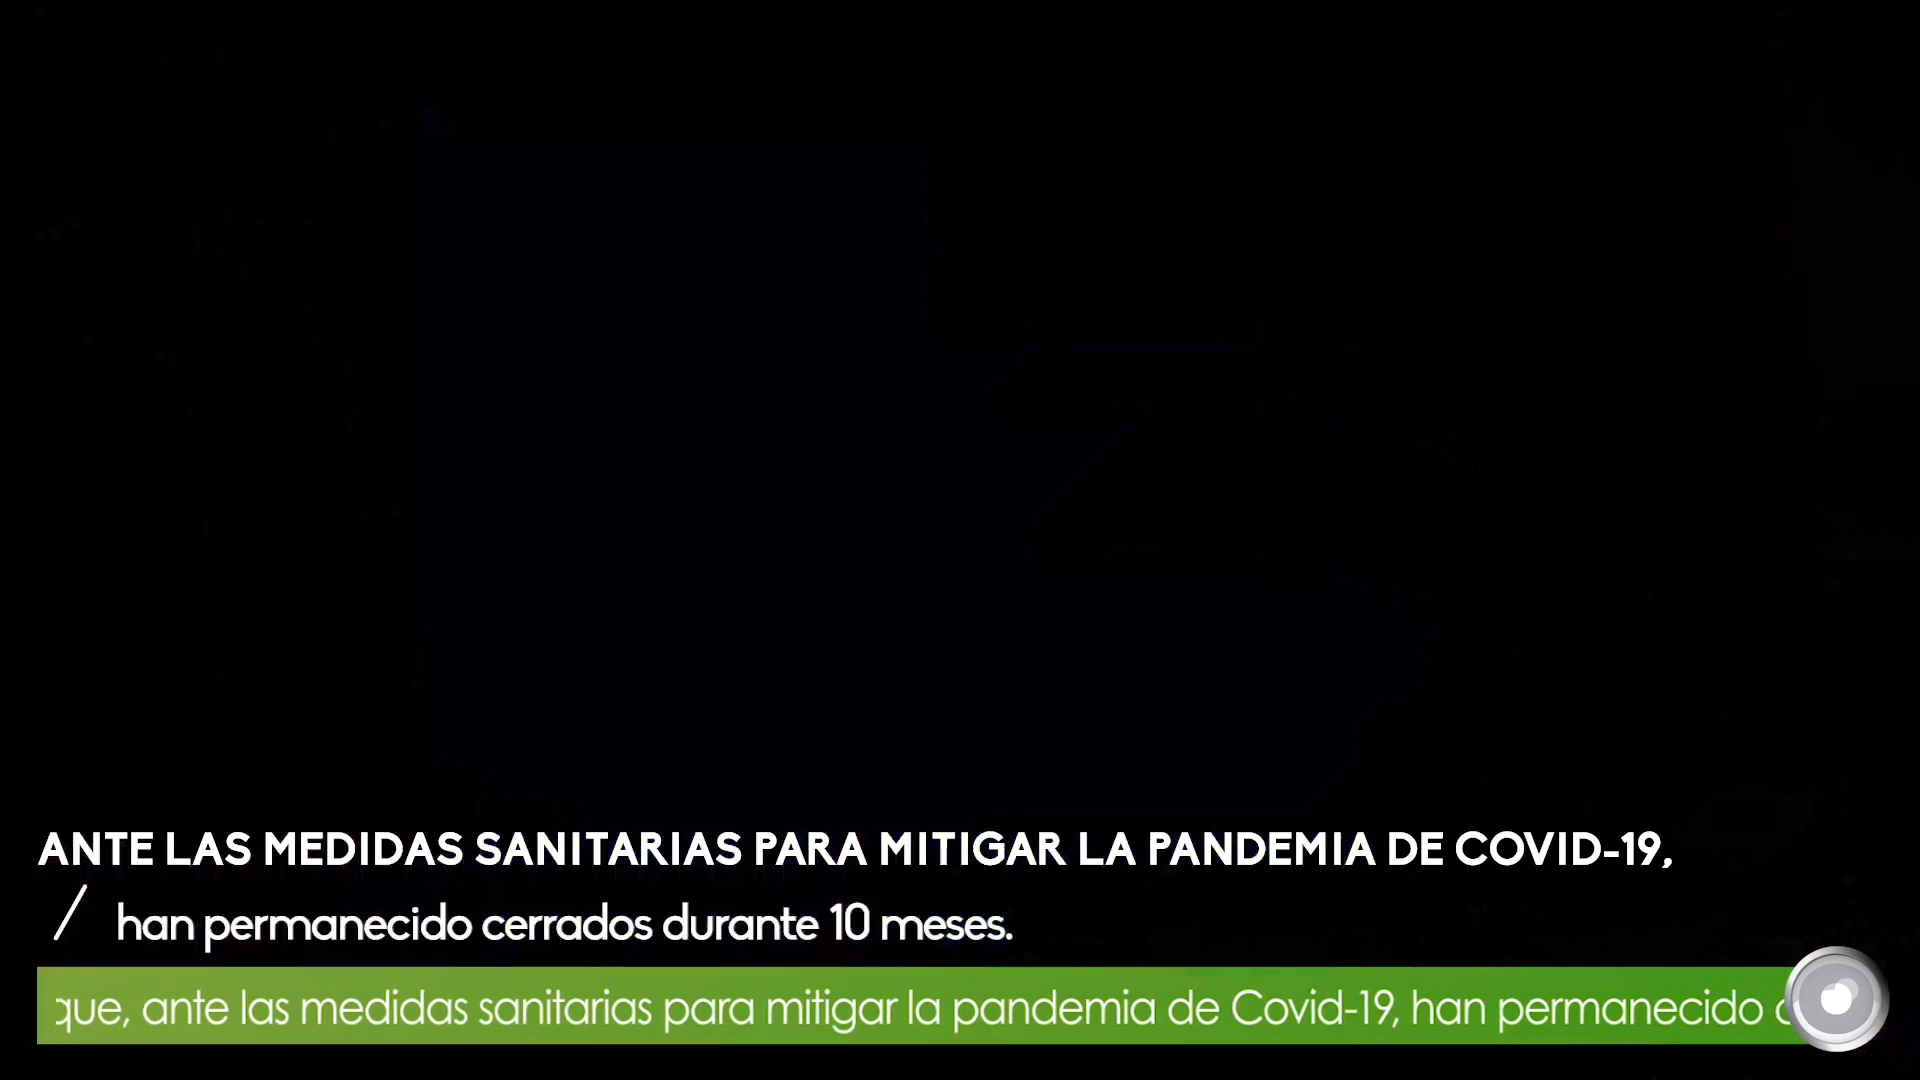 ANTE LAS MEDIDAS SANITARIAS PARA MITIGAR LA PANDEMIA DE COVID-19,
/ han permanecido cerrados durante 10 meses.
que, ante las medidas sanitarias para mitigar la pandemia de Covid-19, han permanecido